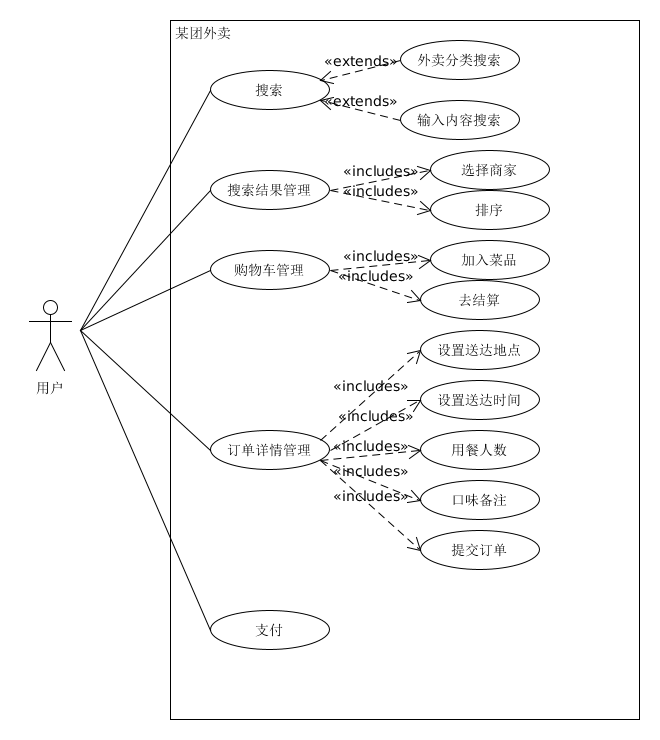 某团外卖
«extends»
外卖分类搜索
搜索
«extends»
输入内容搜索
«includes»
选择商家
搜索结果管理
«includes»
排序
«includes»
加入菜品
购物车管理
«includes»
去结算
设置送达地点
«includes»
用户
设置送达时间
«includes»
订单详情管理
«includes»
用餐人数
«includes»
口味备注
«includes»
提交订单
支付